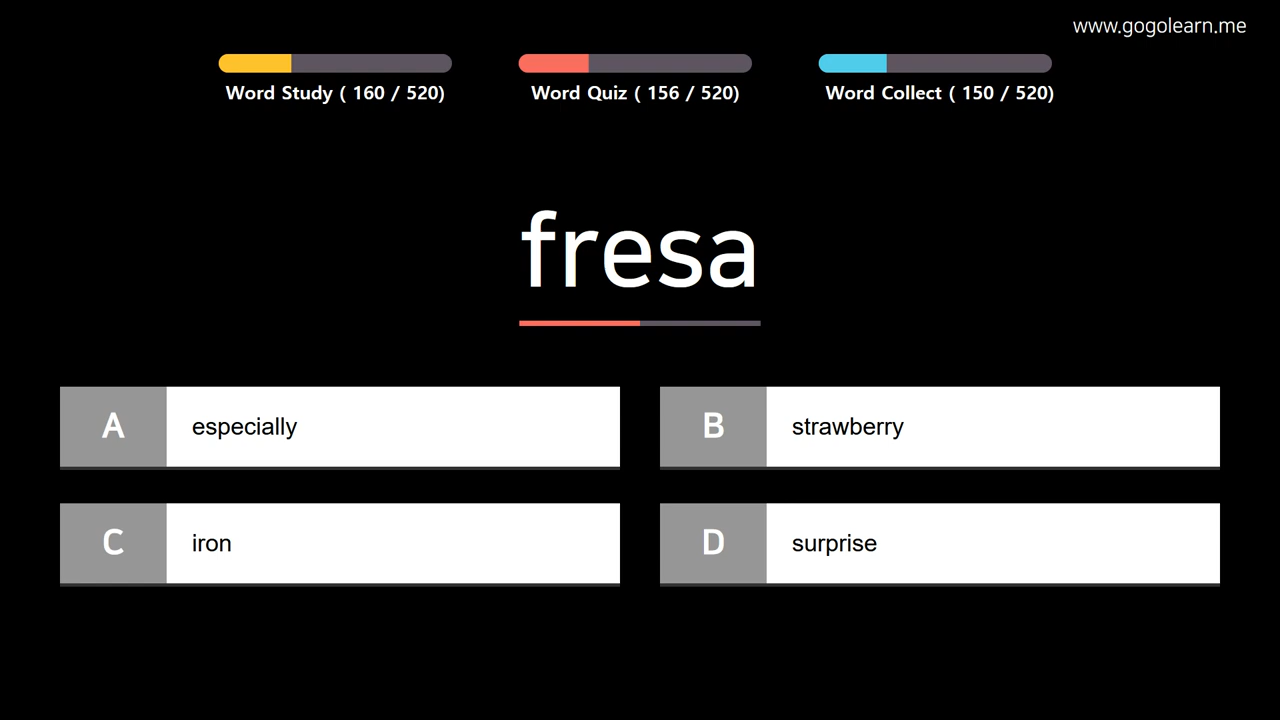 www.gogolearn.me
Word Study ( 160 / 520)
Word Quiz ( 156 / 520)
Word Collect ( 150 / 520)
fresa
A especially
B strawberry
C iron
D surprise